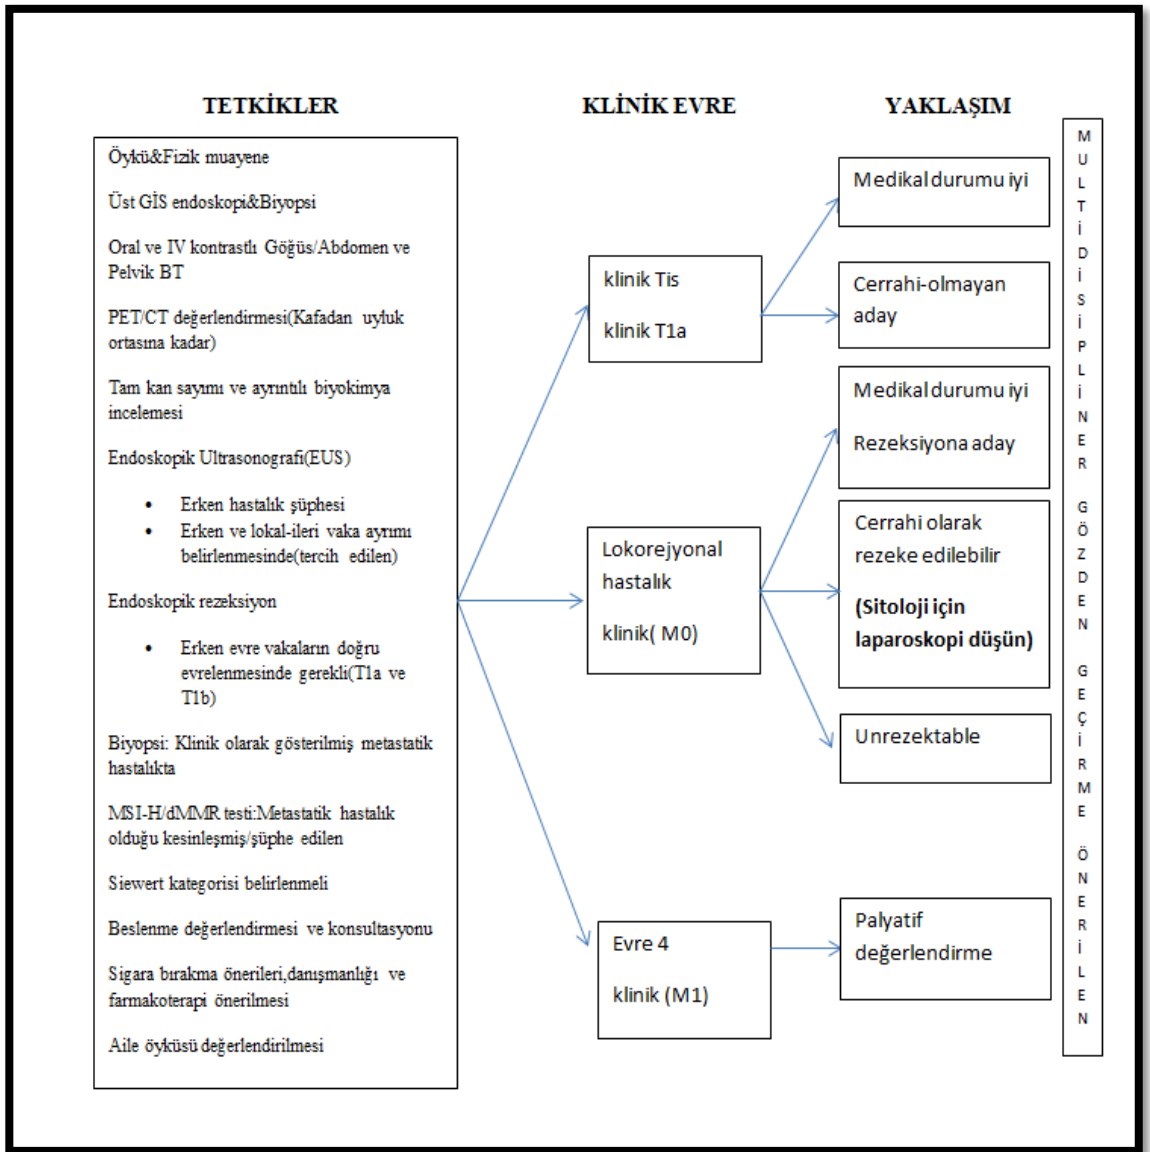 TETKİKLER
KLİNİK EVRE
YAKLAŞIM
Öykü&Fizik muayene
Üst GİS endoskopi&Biyopsi
Oral ve IV kontrastlı Göğüs/Abdomen ve
Pelvik BT
PET/CT değerlendirmesi(Kafadan uyluk
ortasına kadar)
Tam kan sayımı ve ayrıntılı biyokimya
incelemesi
Endoskopik Ultrasonografi(EUS)
• Erken hastalık şüphesi
• Erken ve lokal-ileri vaka ayrımı
belirlenmesinde(tercih edilen)
Endoskopik rezeksiyon
• Erken evre vakaların doğru
evrelenmesinde gerekli(T1a ve
T1b)
Biyopsi: Klinik olarak gösterilmiş metastatik
hastalıkta
MSI-H/dMMR testi:Metastatik hastalık
olduğu kesinleşmiş/şüphe edilen
Siewert kategorisi belirlenmeli
Beslenme değerlendirmesi ve konsultasyonu
Sigara bırakma önerileri,danışmanlığı ve
farmakoterapi önerilmesi
Aile öyküsü değerlendirilmesi
klinik Tis
klinik T1a
Lokorejyonal
hastalık
klinik( M0)
Evre 4
klinik (M1)
Medikal durumu iyi
Cerrahi-olmayan
aday
Medikal durumu iyi
Rezeksiyona aday
Cerrahi olarak
rezeke edilebilir
(Sitoloji için
laparoskopi düşün)
Unrezektable
Palyatif
değerlendirme
MULTİDİSİPLİNER GÖZDEN GEÇİRME ÖNERİLEN